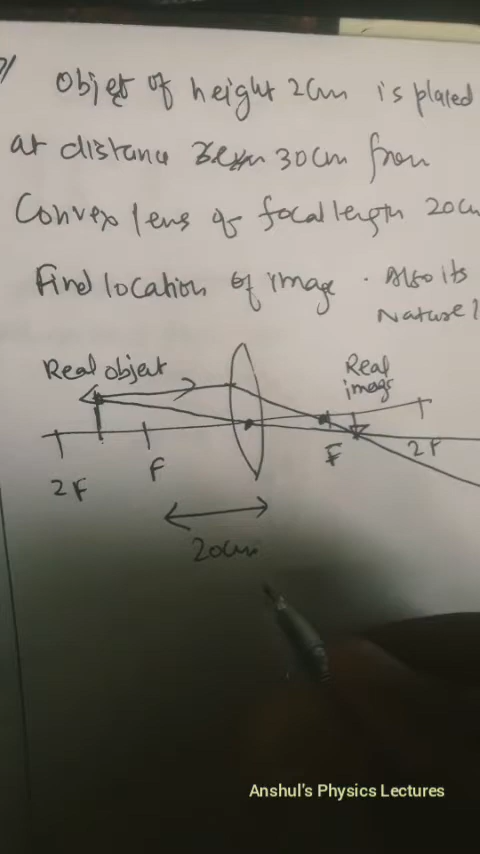 Object of height 2cm is placed
at distance 30cm from
Convex lens of focal length 20cm
Find location of image. Also its
Nature?
Real object
Real
image
2F
F
F
2F
20cm
Anshul's Physics Lectures